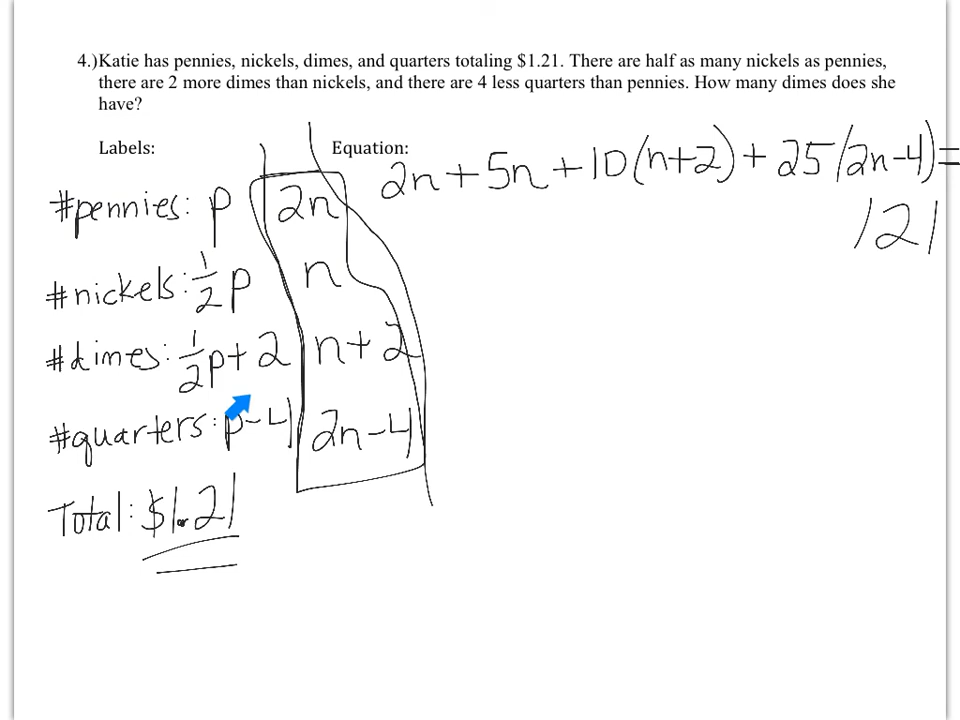 4.)Katie has pennies, nickels, dimes, and quarters totaling $1.21. There are half as many nickels as pennies,
there are 2 more dimes than nickels, and there are 4 less quarters than pennies. How many dimes does she
have?
Labels:
Equation:
2n + 5n + 10(n+2) + 25(2n-4) =
121
#pennies: p 2n
#nickels: 1/2 p n
#dimes: 1/2 p + 2 n + 2
#quarters: p - 4 2n - 4
Total: $1.21